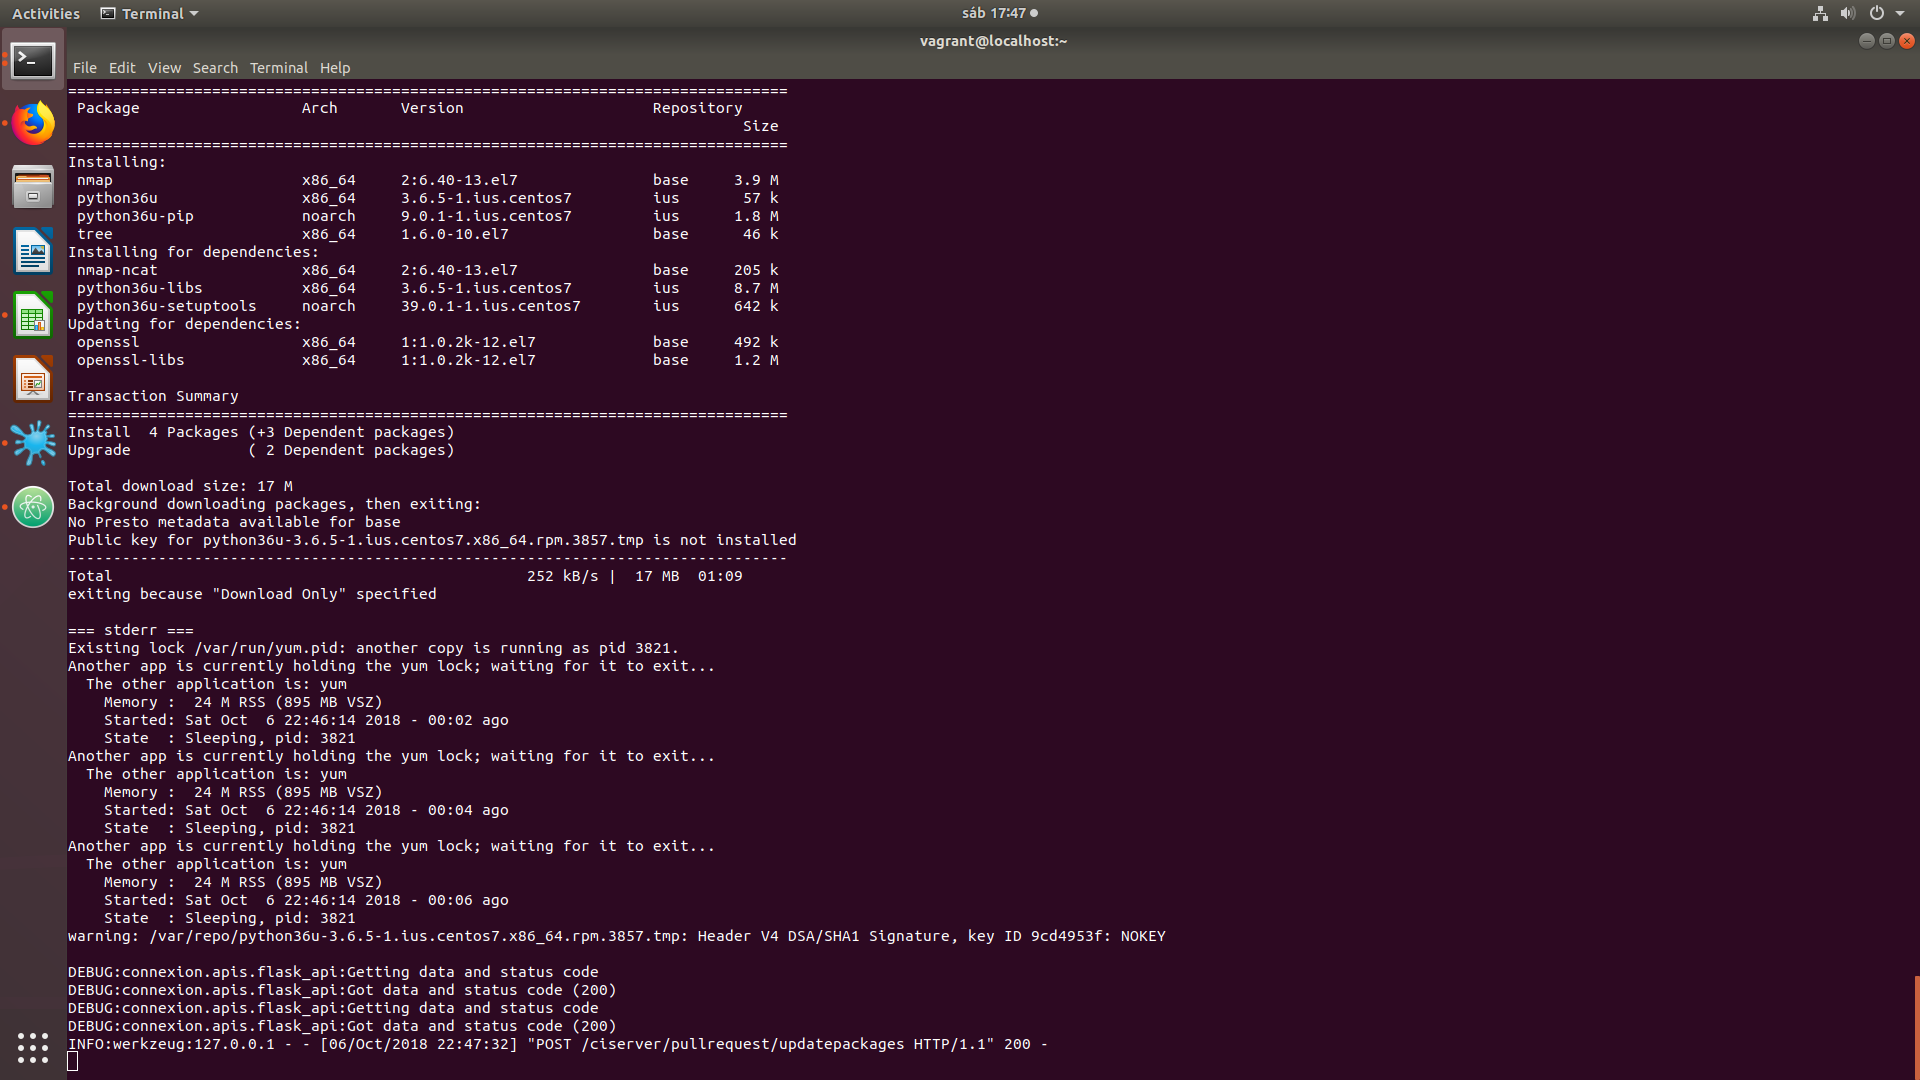 Activities Terminal sáb 17:47
vagrant@localhost:~
File Edit View Search Terminal Help
================================================================================
 Package                  Arch       Version                     Repository
                                                                           Size
================================================================================
Installing:
 nmap                     x86_64     2:6.40-13.el7               base     3.9 M
 python36u                x86_64     3.6.5-1.ius.centos7         ius       57 k
 python36u-pip            noarch     9.0.1-1.ius.centos7         ius      1.8 M
 tree                     x86_64     1.6.0-10.el7                base      46 k
Installing for dependencies:
 nmap-ncat                x86_64     2:6.40-13.el7               base     205 k
 python36u-libs           x86_64     3.6.5-1.ius.centos7         ius      8.7 M
 python36u-setuptools     noarch     39.0.1-1.ius.centos7        ius      642 k
Updating for dependencies:
 openssl                  x86_64     1:1.0.2k-12.el7             base     492 k
 openssl-libs             x86_64     1:1.0.2k-12.el7             base     1.2 M

Transaction Summary
================================================================================
Install  4 Packages (+3 Dependent packages)
Upgrade             ( 2 Dependent packages)

Total download size: 17 M
Background downloading packages, then exiting:
No Presto metadata available for base
Public key for python36u-3.6.5-1.ius.centos7.x86_64.rpm.3857.tmp is not installed
--------------------------------------------------------------------------------
Total                                              252 kB/s |  17 MB  01:09
exiting because "Download Only" specified

=== stderr ===
Existing lock /var/run/yum.pid: another copy is running as pid 3821.
Another app is currently holding the yum lock; waiting for it to exit...
  The other application is: yum
    Memory :  24 M RSS (895 MB VSZ)
    Started: Sat Oct  6 22:46:14 2018 - 00:02 ago
    State  : Sleeping, pid: 3821
Another app is currently holding the yum lock; waiting for it to exit...
  The other application is: yum
    Memory :  24 M RSS (895 MB VSZ)
    Started: Sat Oct  6 22:46:14 2018 - 00:04 ago
    State  : Sleeping, pid: 3821
Another app is currently holding the yum lock; waiting for it to exit...
  The other application is: yum
    Memory :  24 M RSS (895 MB VSZ)
    Started: Sat Oct  6 22:46:14 2018 - 00:06 ago
    State  : Sleeping, pid: 3821
warning: /var/repo/python36u-3.6.5-1.ius.centos7.x86_64.rpm.3857.tmp: Header V4 DSA/SHA1 Signature, key ID 9cd4953f: NOKEY

DEBUG:connexion.apis.flask_api:Getting data and status code
DEBUG:connexion.apis.flask_api:Got data and status code (200)
DEBUG:connexion.apis.flask_api:Getting data and status code
DEBUG:connexion.apis.flask_api:Got data and status code (200)
INFO:werkzeug:127.0.0.1 - - [06/Oct/2018 22:47:32] "POST /ciserver/pullrequest/updatepackages HTTP/1.1" 200 -